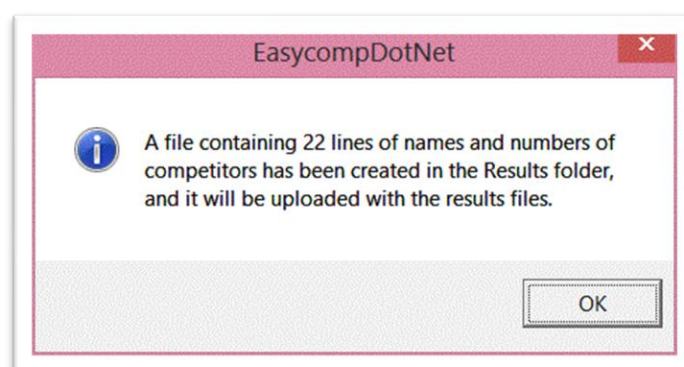 EasycompDotNet
A file containing 22 lines of names and numbers of
competitors has been created in the Results folder,
and it will be uploaded with the results files.
OK